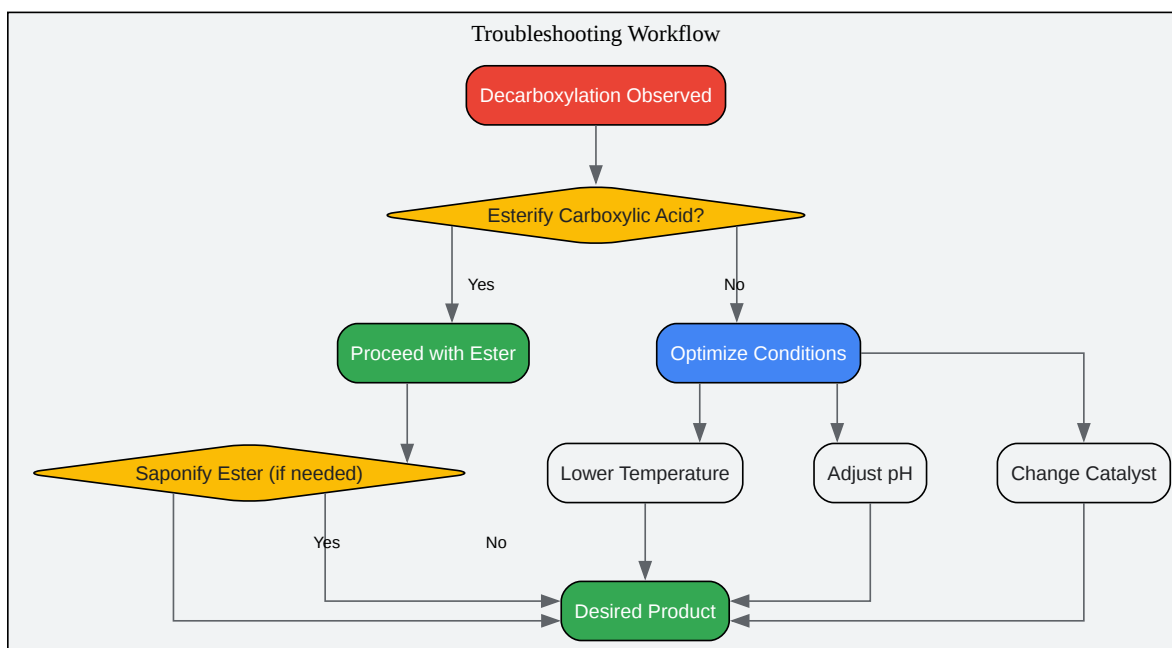 Troubleshooting Workflow
Decarboxylation Observed
Esterify Carboxylic Acid?
Yes
No
Proceed with Ester
Optimize Conditions
Saponify Ester (if needed)
Lower Temperature
Adjust pH
Change Catalyst
Yes
No
Desired Product